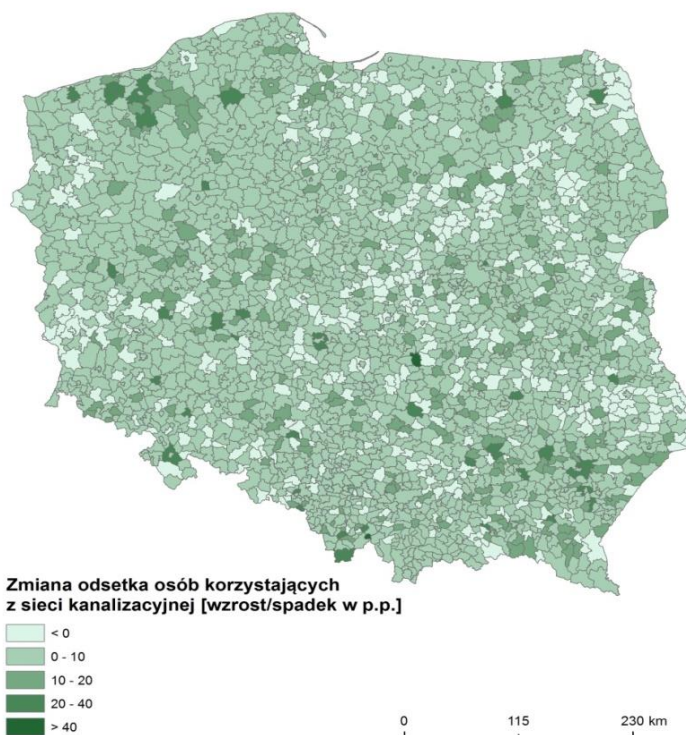 Zmiana odsetka osób korzystających
z sieci kanalizacyjnej [wzrost/spadek w p.p.]
< 0
0 - 10
10 - 20
20 - 40
> 40
0 115 230 km